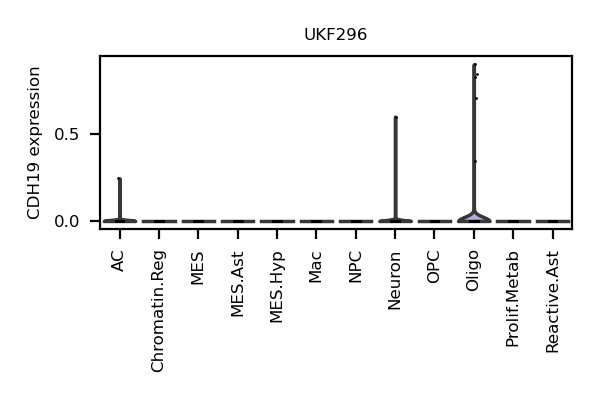 UKF296
CDH19 expression
0.5
0.0
AC
Chromatin.Reg
MES
MES.Ast
MES.Hyp
Mac
NPC
Neuron
OPC
Oligo
Prolif.Metab
Reactive.Ast